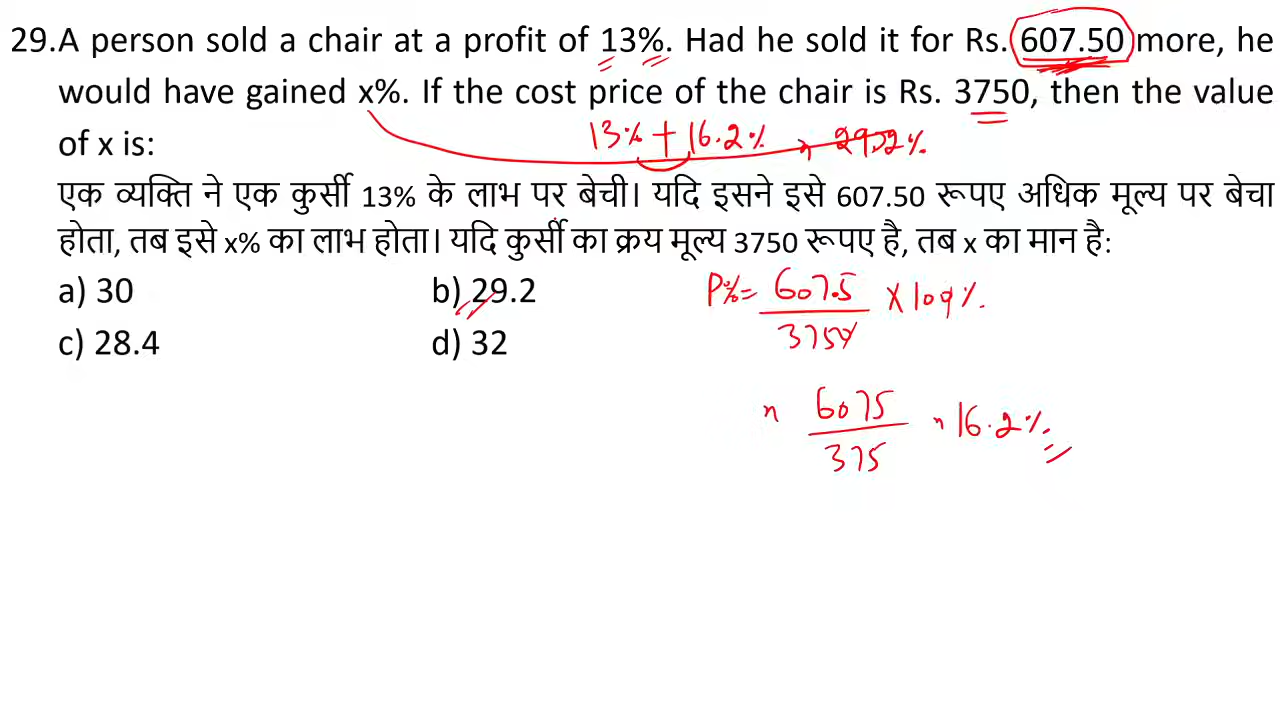 29.A person sold a chair at a profit of 13%. Had he sold it for Rs. 607.50 more, he
would have gained x%. If the cost price of the chair is Rs. 3750, then the value
of x is:
13% + 16.2% = 29.2%
एक व्यक्ति ने एक कुर्सी 13% के लाभ पर बेची। यदि इसने इसे 607.50 रूपए अधिक मूल्य पर बेचा
होता, तब इसे x% का लाभ होता। यदि कुर्सी का क्रय मूल्य 3750 रूपए है, तब x का मान है:
a) 30
b) 29.2
c) 28.4
d) 32
P% = 607.5 × 100%
3750
= 6075 = 16.2%
375